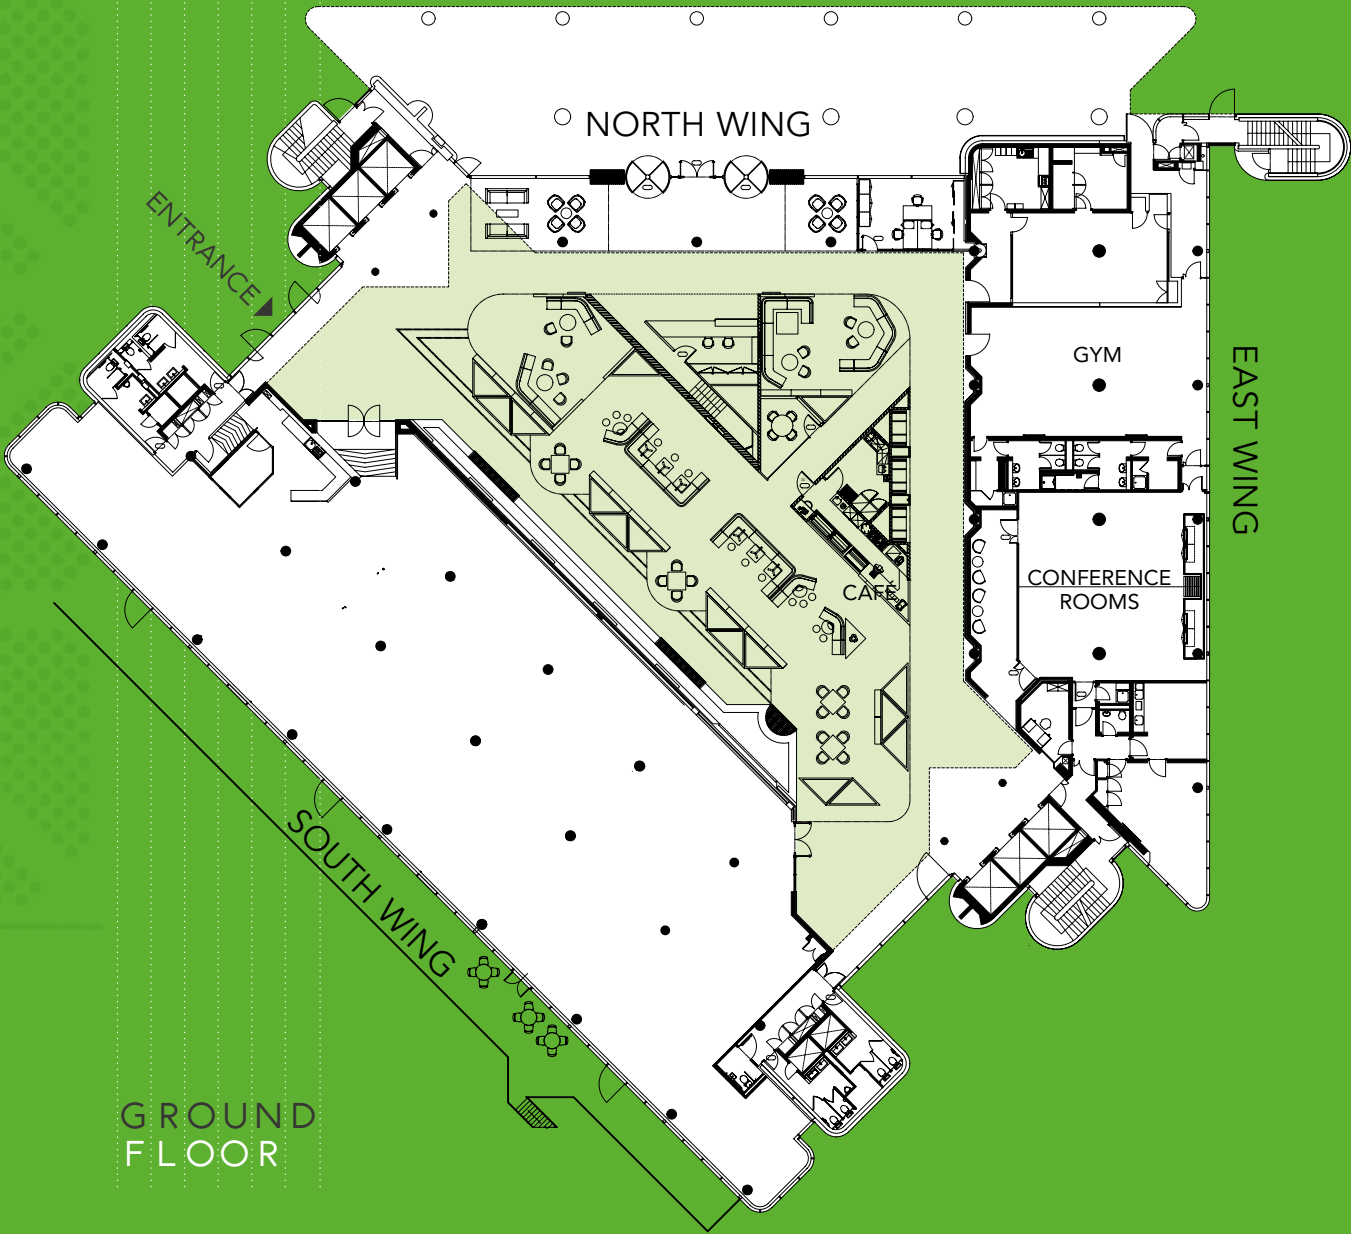 NORTH WING
ENTRANCE
GYM
EAST WING
CONFERENCE
ROOMS
CAFE
SOUTH WING
GROUND
FLOOR